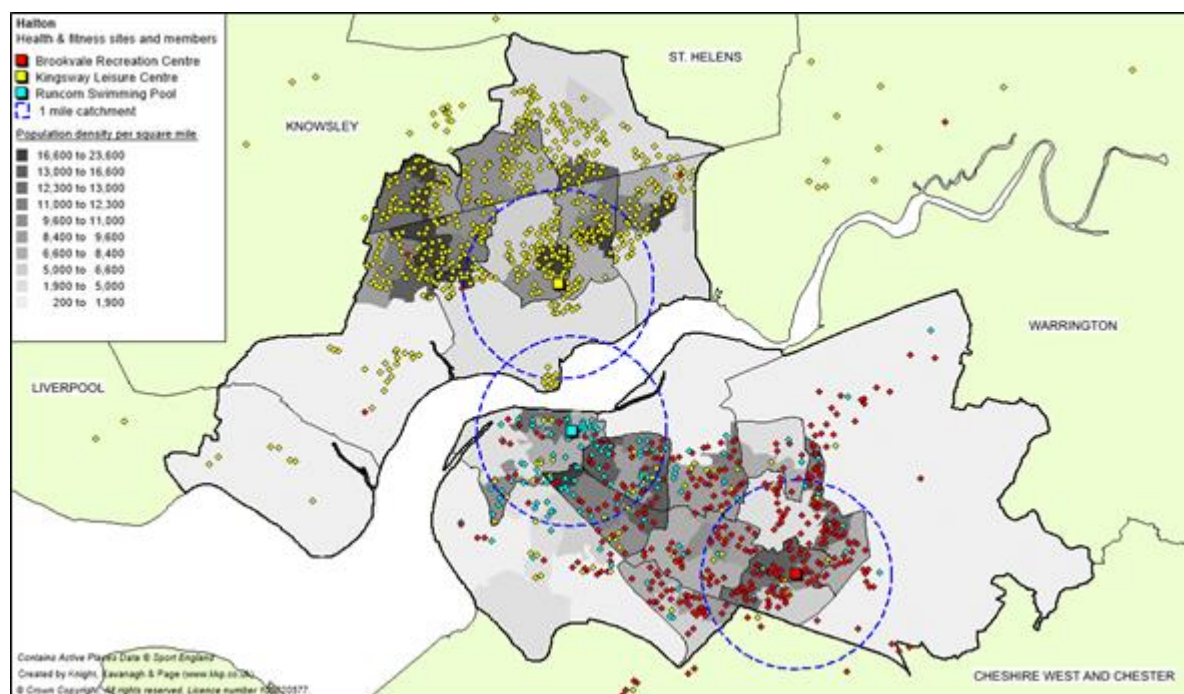 Halton
Health & fitness sites and members
Brookvale Recreation Centre
Kingsway Leisure Centre
Runcorn Swimming Pool
1 mile catchment
Population density per square mile
16,600 to 23,600
13,000 to 16,600
12,300 to 13,000
11,000 to 12,300
9,600 to 11,000
8,400 to 9,600
6,600 to 8,400
5,000 to 6,600
1,900 to 5,000
200 to 1,900
ST. HELENS
KNOWSLEY
WARRINGTON
LIVERPOOL
CHESHIRE WEST AND CHESTER
Contains Active Places Data © Sport England
Created by Knight, Kavanagh & Page (www.kkp.co.uk)
© Crown Copyright. All rights reserved. Licence number